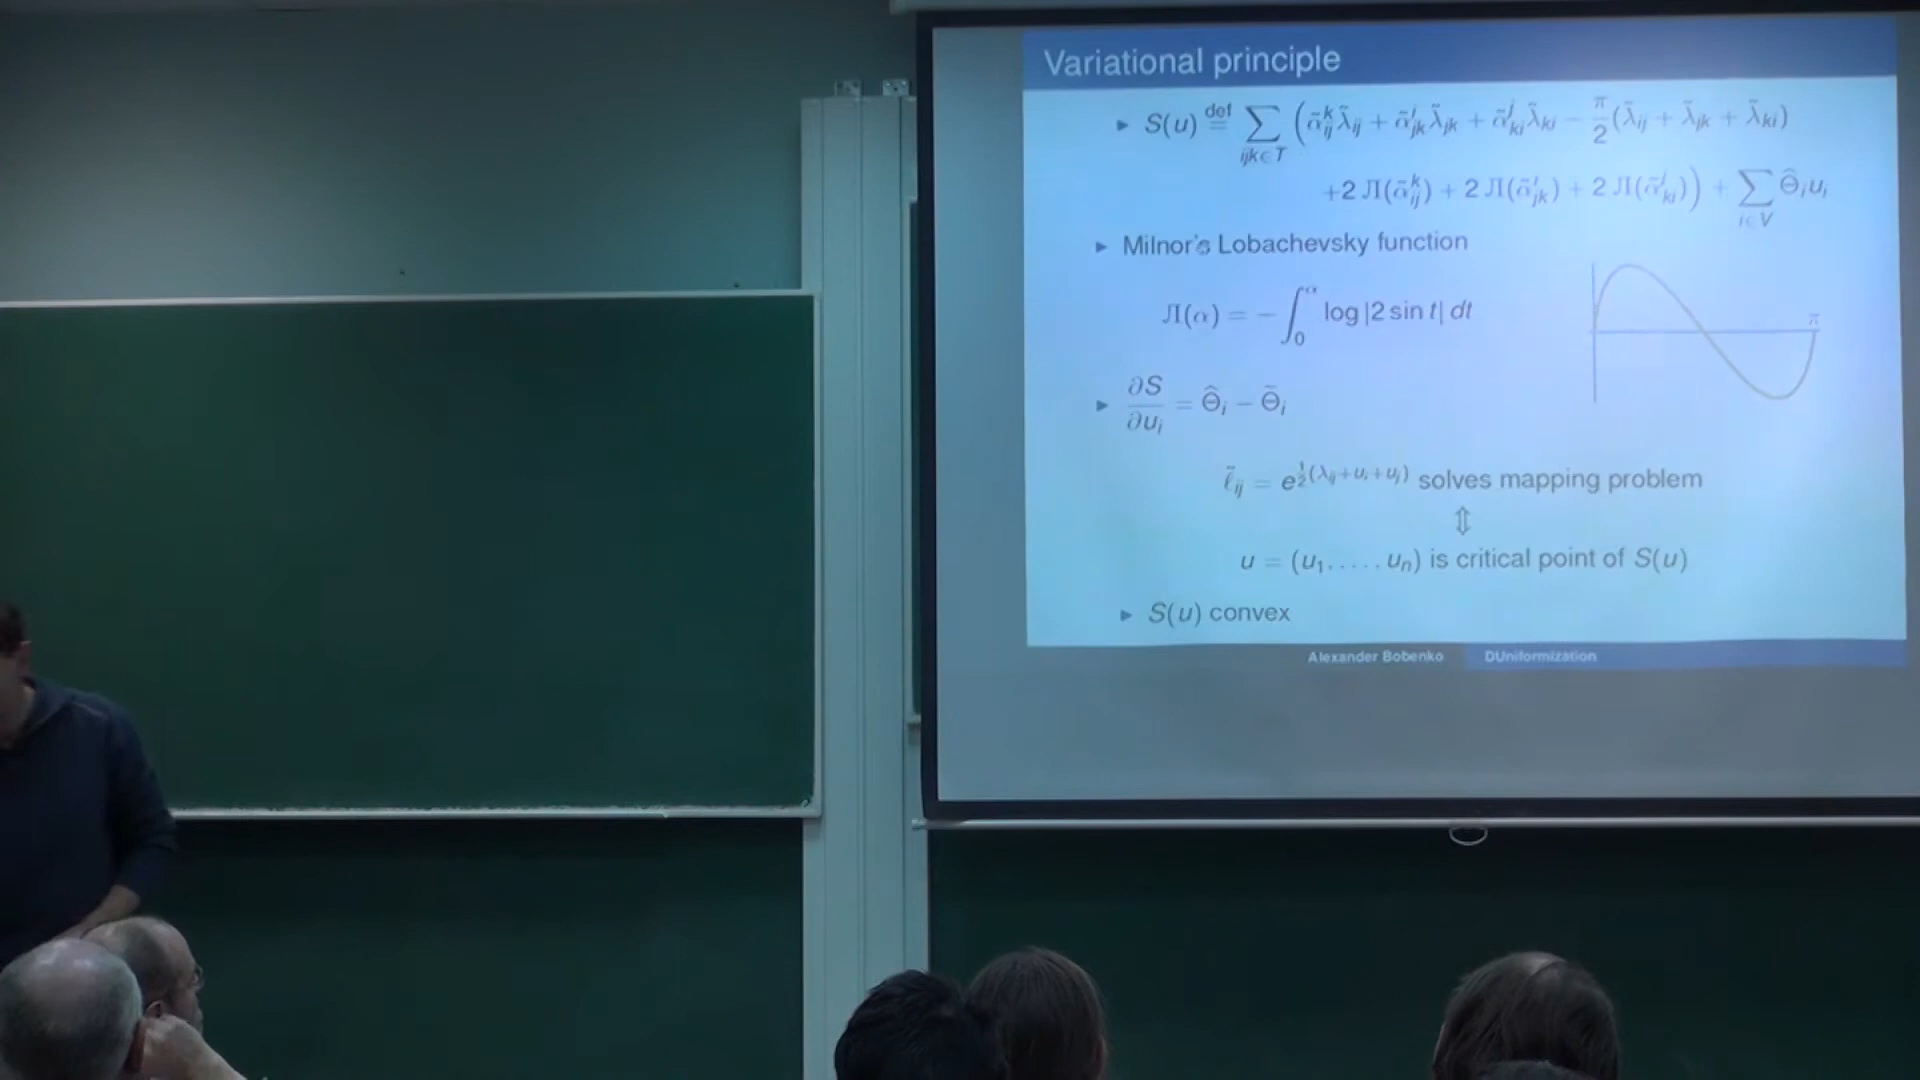 Variational principle
► S(u) def= ∑_{ijk∈T} ( α̃^k_{ij} λ̃_{ij} + α̃^i_{jk} λ̃_{jk} + α̃^j_{ki} λ̃_{ki} − π/2 (λ̃_{ij} + λ̃_{jk} + λ̃_{ki})
+2 Л(α̃^k_{ij}) + 2 Л(α̃^i_{jk}) + 2 Л(α̃^j_{ki}) ) + ∑_{i∈V} Θ̂_i u_i
► Milnor's Lobachevsky function
Л(α) = − ∫_0^α log |2 sin t| dt
π
► ∂S/∂u_i = Θ̂_i − Θ̃_i
ℓ̃_{ij} = e^{½(λ_{ij}+u_i+u_j)} solves mapping problem
⇕
u = (u_1, . . . , u_n) is critical point of S(u)
► S(u) convex
Alexander Bobenko DUniformization